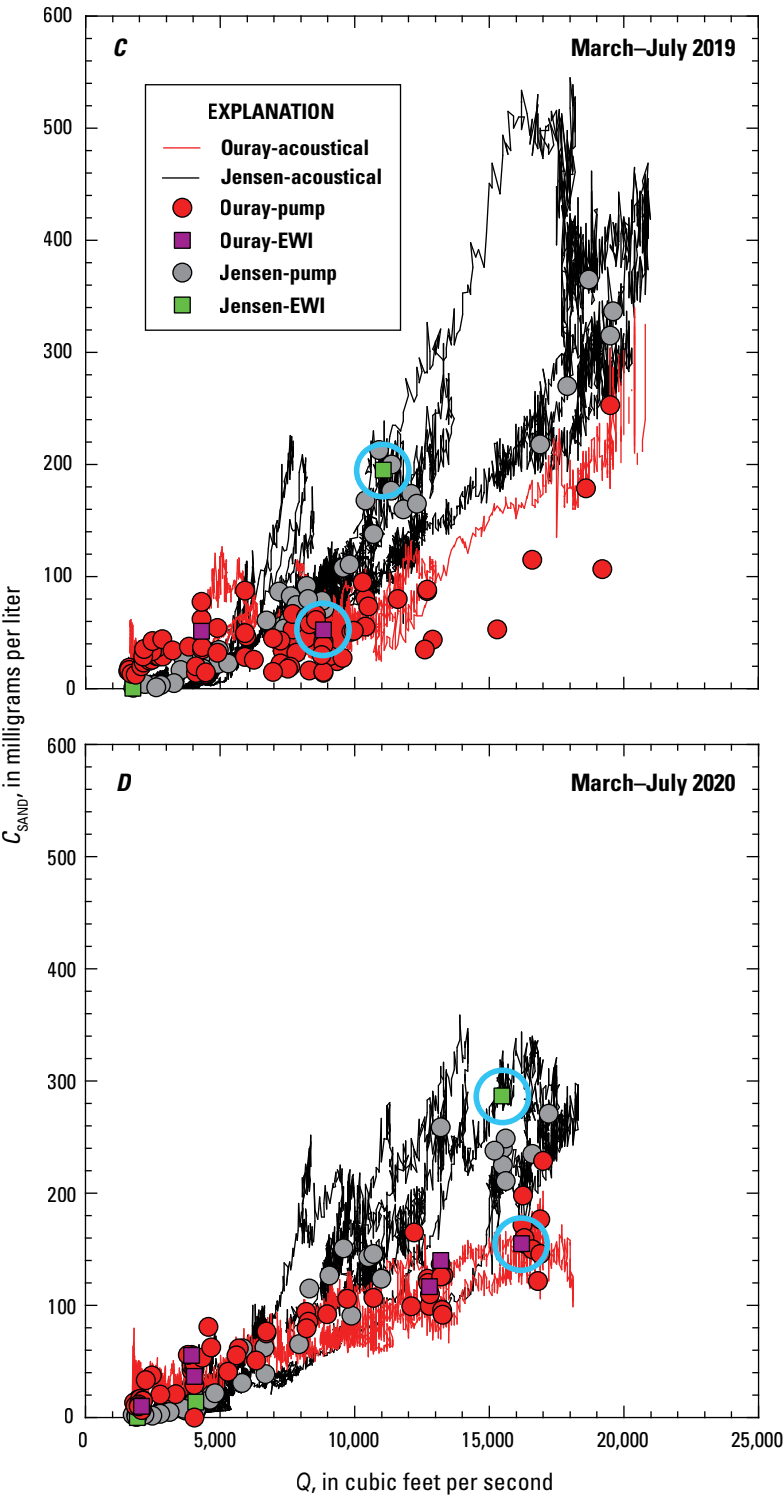 600
C
March–July 2019
EXPLANATION
Ouray-acoustical
Jensen-acoustical
Ouray-pump
Ouray-EWI
Jensen-pump
Jensen-EWI
500
400
300
200
100
0
C SAND, in milligrams per liter
600
D
March–July 2020
500
400
300
200
100
0
0 5,000 10,000 15,000 20,000 25,000
Q, in cubic feet per second